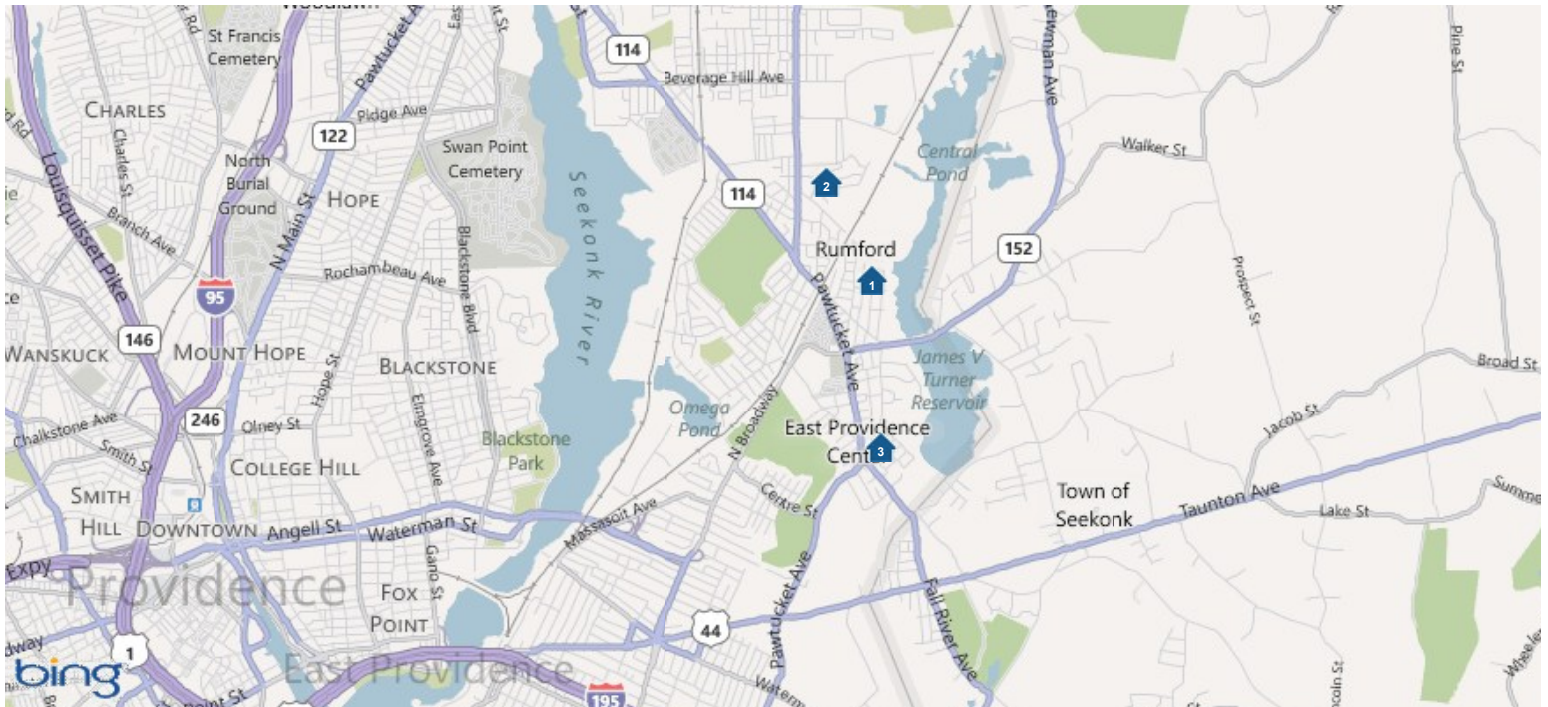 Woodlawn
St Francis
Cemetery
Pawtucket Ave
114
Beverage Hill Ave
Newman Ave
Pine St
CHARLES
Charles St
Pidge Ave
122
Swan Point
Cemetery
Central
Pond
Walker St
Louisquisset Pike
North
Burial
Ground
HOPE
N Main St
Seekonk River
114
2
Branch Ave
Rochambeau Ave
Blackstone Blvd
Rumford
1
152
Prospect St
95
146
WANSKUCK
MOUNT HOPE
Hope St
BLACKSTONE
Pawtucket Ave
James V
Turner
Reservoir
Broad St
246
Chalkstone Ave
Olney St
Elmgrove Ave
Omega
Pond
N Broadway
East Providence
Center
3
Jacob St
Smith St
COLLEGE HILL
Blackstone
Park
SMITH
HILL
DOWNTOWN
Angell St
Waterman St
Massasoit Ave
Centre St
Town of
Seekonk
Taunton Ave
Lake St
Expy
Providence
Gano St
FOX
POINT
Pawtucket Ave
Fall River Ave
44
1
bing
East Providence
Point St
195